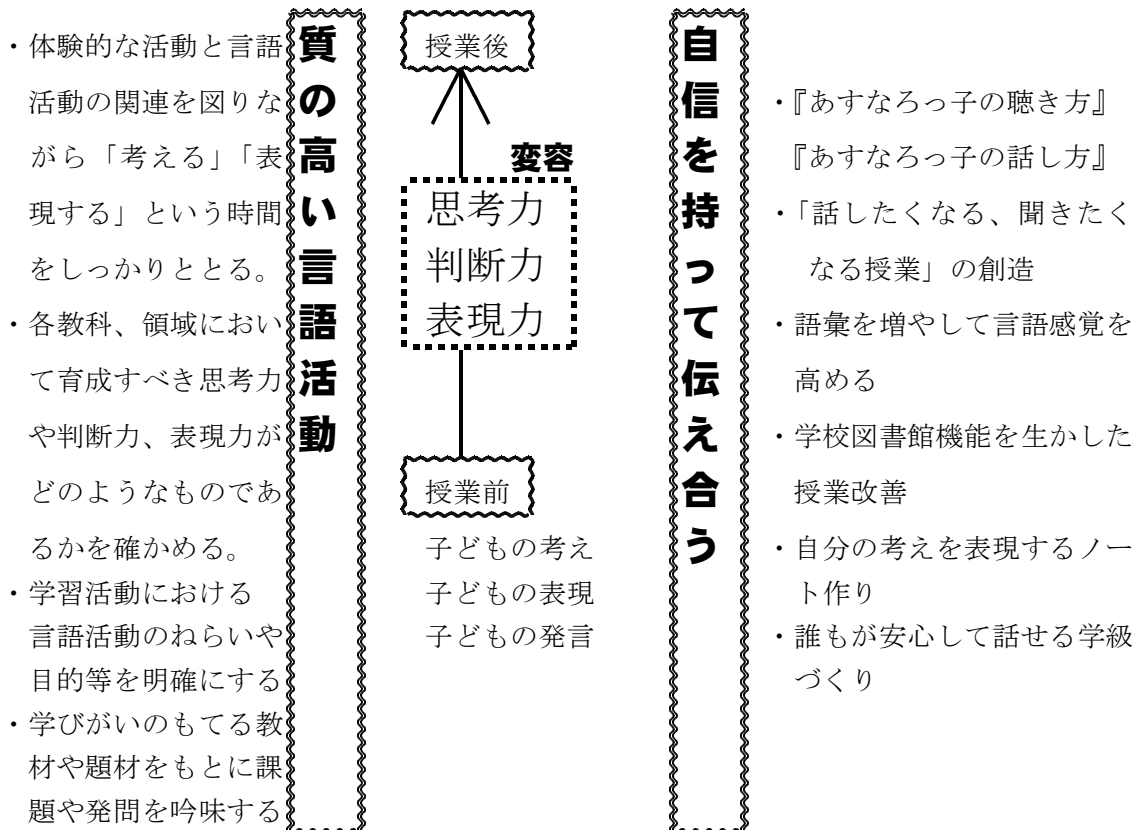 ・体験的な活動と言語
活動の関連を図りな
がら「考える」「表
現する」という時間
をしっかりととる。
・各教科、領域におい
て育成すべき思考力
や判断力、表現力が
どのようなものであ
るかを確かめる。
・学習活動における
言語活動のねらいや
目的等を明確にする
・学びがいのもてる教
材や題材をもとに課
題や発問を吟味する
質の高い言語活動
授業後
変容
思考力
判断力
表現力
授業前
子どもの考え
子どもの表現
子どもの発言
自信を持って伝え合う
・『あすなろっ子の聴き方』
『あすなろっ子の話し方』
・「話したくなる、聞きたく
なる授業」の創造
・語彙を増やして言語感覚を
高める
・学校図書館機能を生かした
授業改善
・自分の考えを表現するノー
ト作り
・誰もが安心して話せる学級
づくり